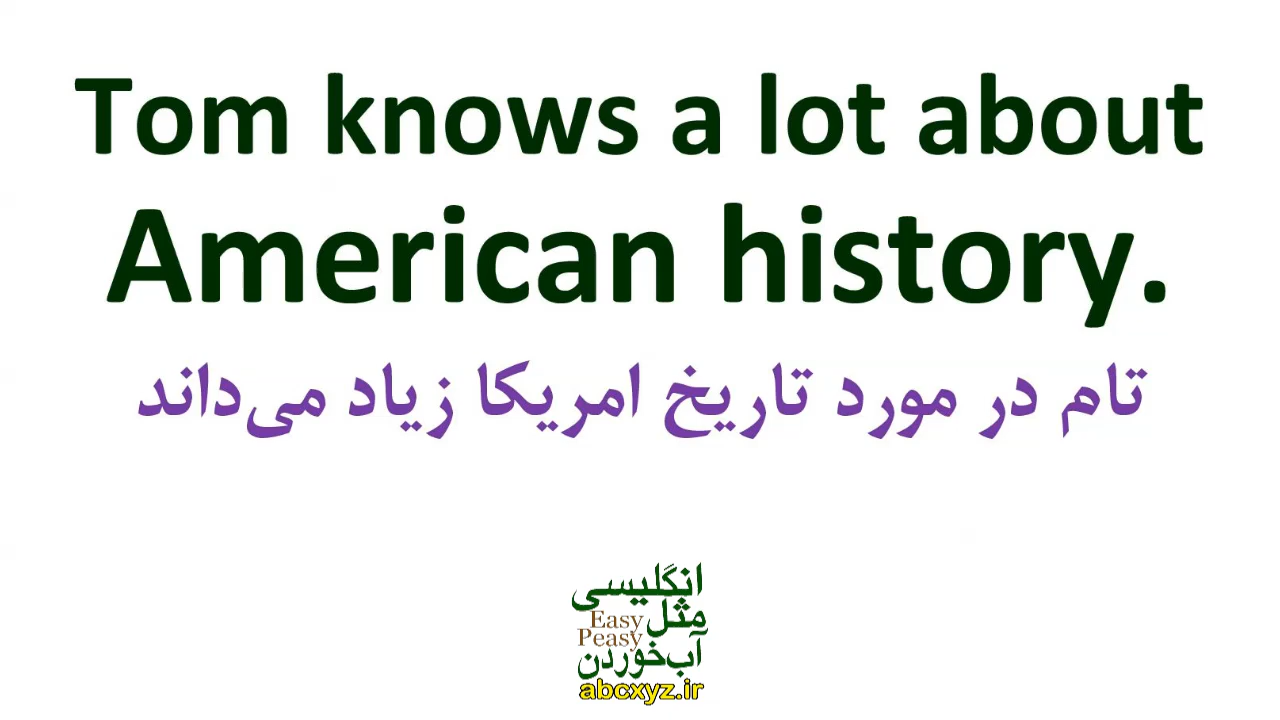 Tom knows a lot about
American history.
تام در مورد تاریخ امریکا زیاد می‌داند
انگلیسی
مثل
Easy
Peasy
آب‌خوردن
abcxyz.ir